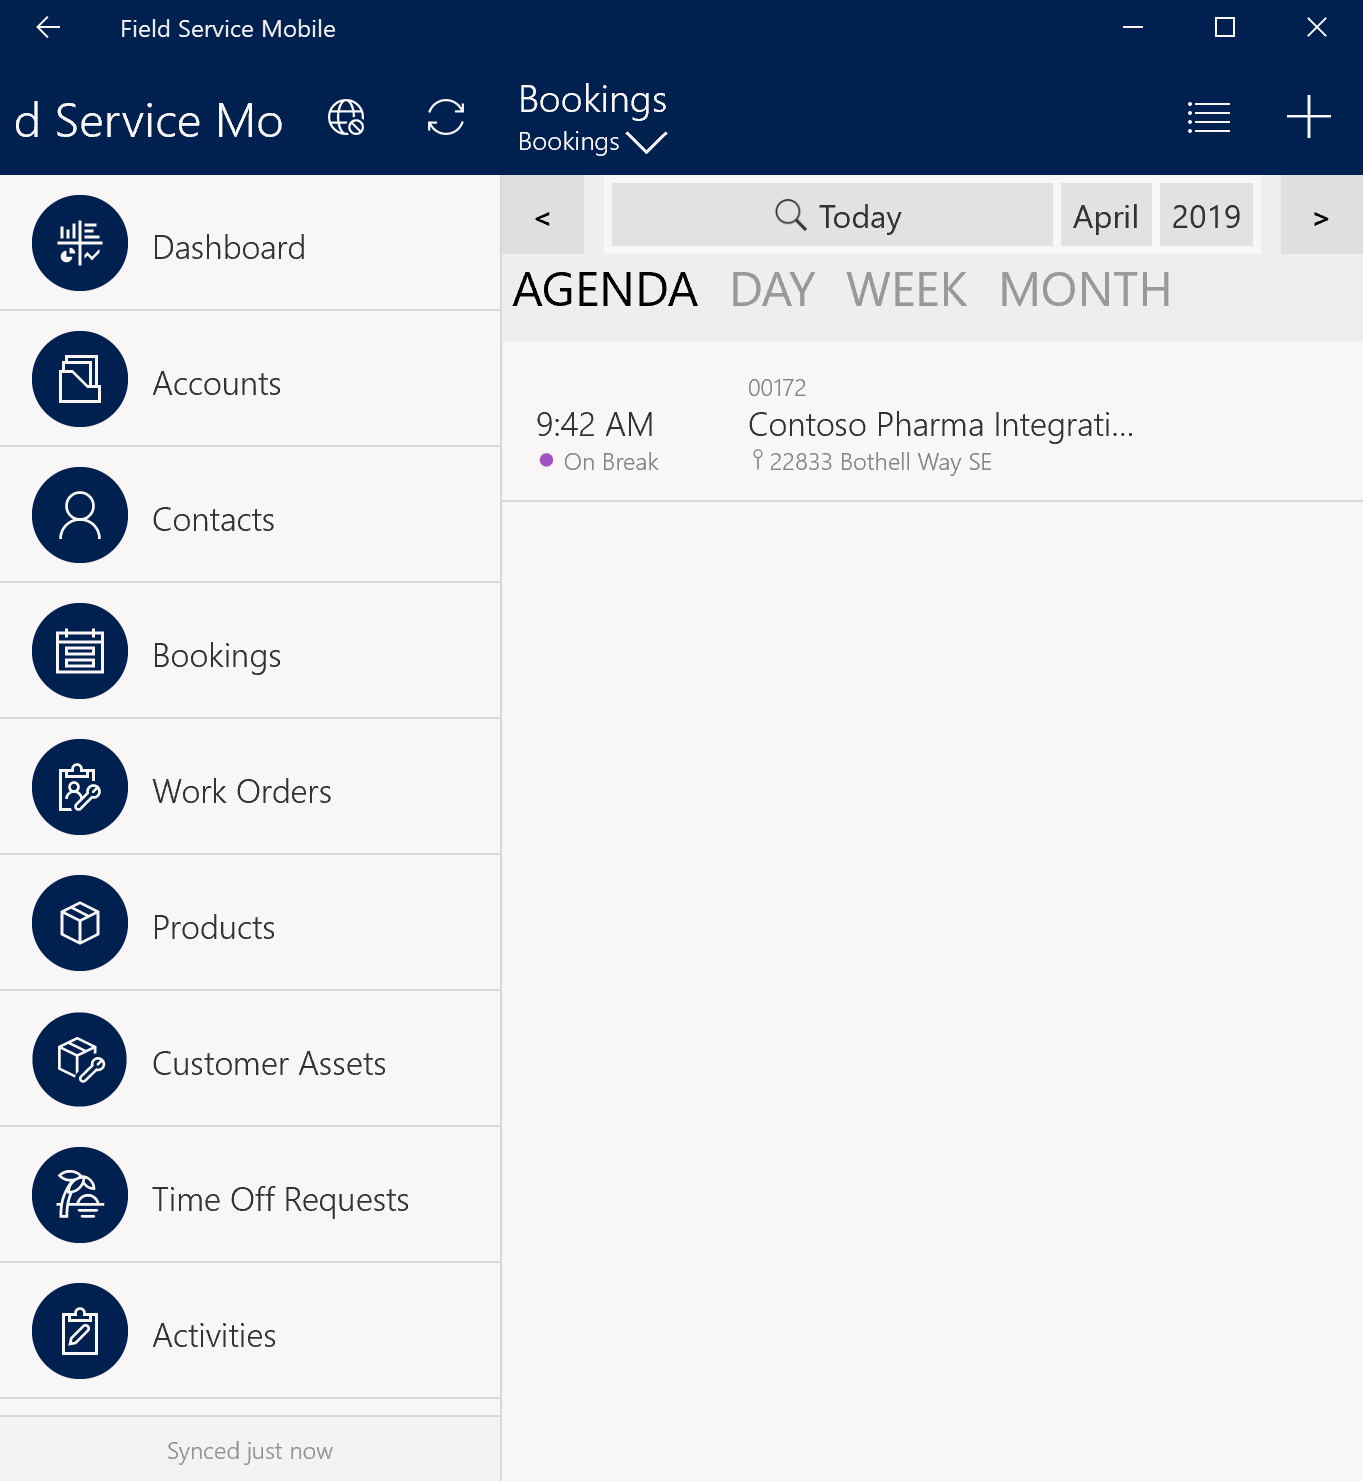 Field Service Mobile
d Service Mo
Bookings
Bookings
Dashboard
Accounts
Contacts
Bookings
Work Orders
Products
Customer Assets
Time Off Requests
Activities
Synced just now
< Today April 2019 >
AGENDA DAY WEEK MONTH
00172
9:42 AM Contoso Pharma Integrati...
On Break 22833 Bothell Way SE